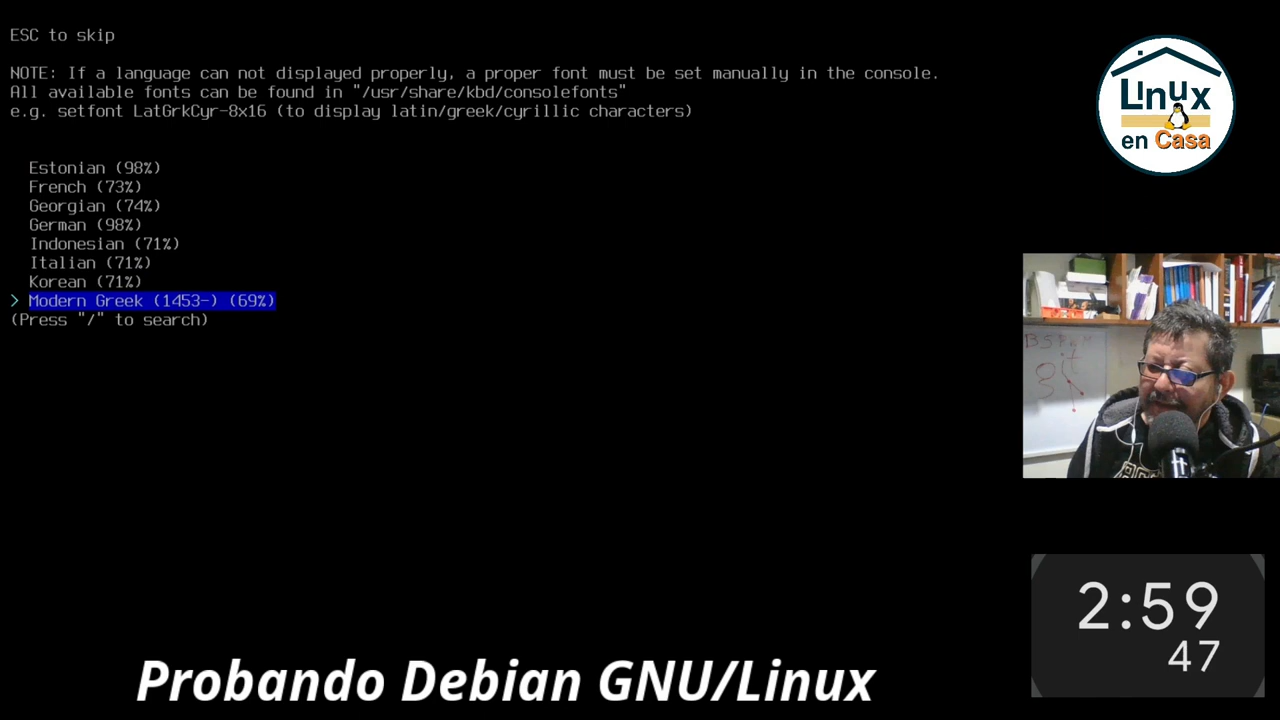 ESC to skip
NOTE: If a language can not displayed properly, a proper font must be set manually in the console.
All available fonts can be found in "/usr/share/kbd/consolefonts"
e.g. setfont LatGrkCyr-8x16 (to display latin/greek/cyrillic characters)
Estonian (98%)
French (73%)
Georgian (74%)
German (98%)
Indonesian (71%)
Italian (71%)
Korean (71%)
> Modern Greek (1453-) (69%)
(Press "/" to search)
Linux
en Casa
git
2:59
47
Probando Debian GNU/Linux